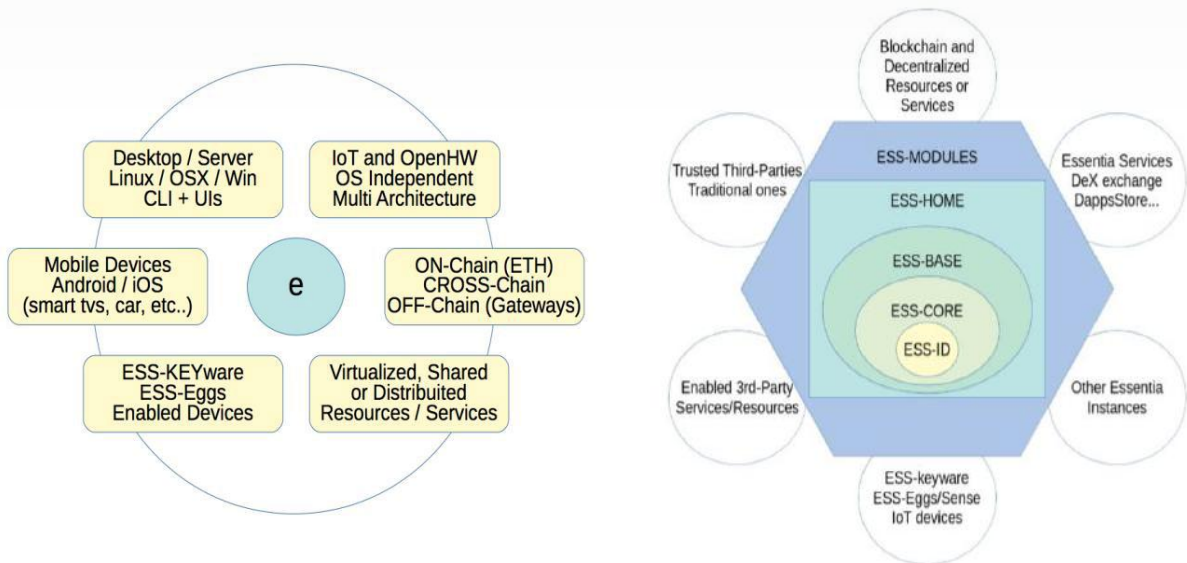 Desktop / Server
Linux / OSX / Win
CLI + UIs
IoT and OpenHW
OS Independent
Multi Architecture
Mobile Devices
Android / iOS
(smart tvs, car, etc..)
e
ON-Chain (ETH)
CROSS-Chain
OFF-Chain (Gateways)
ESS-KEYware
ESS-Eggs
Enabled Devices
Virtualized, Shared
or Distribuited
Resources / Services
Blockchain and
Decentralized
Resources or
Services
Trusted Third-Parties
Traditional ones
ESS-MODULES
Essentia Services
DeX exchange
DappsStore...
ESS-HOME
ESS-BASE
ESS-CORE
ESS-ID
Enabled 3rd-Party
Services/Resources
Other Essentia
Instances
ESS-keyware
ESS-Eggs/Sense
IoT devices